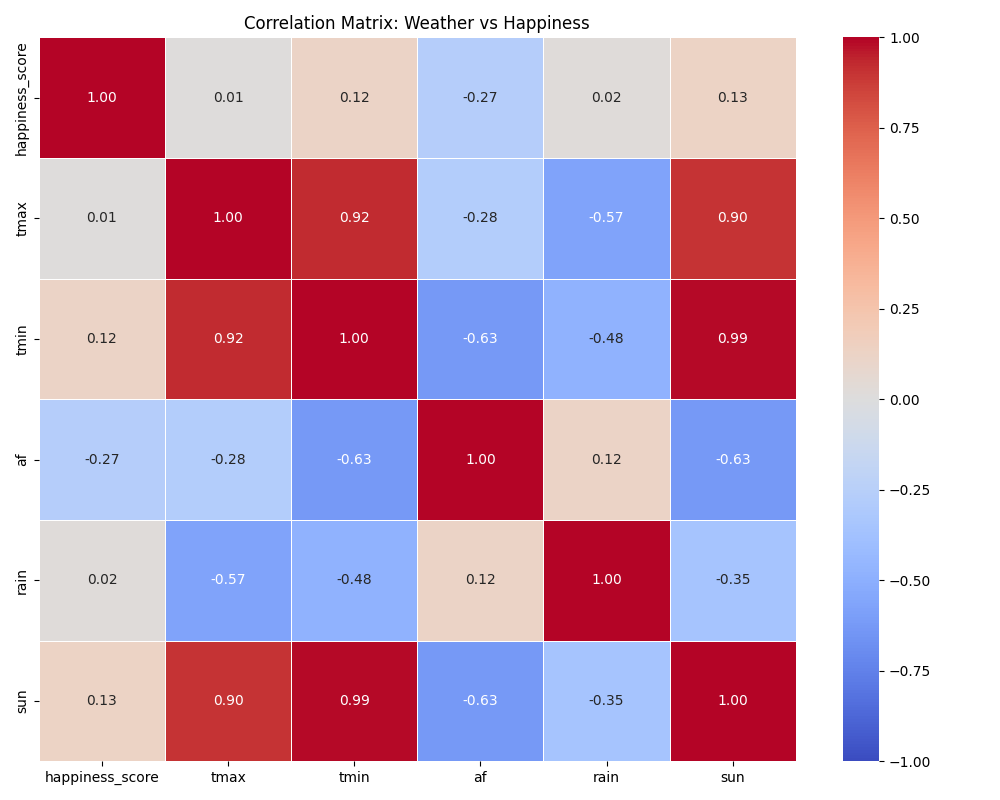 Correlation Matrix: Weather vs Happiness
happiness_score 1.00 0.01 0.12 -0.27 0.02 0.13
tmax 0.01 1.00 0.92 -0.28 -0.57 0.90
tmin 0.12 0.92 1.00 -0.63 -0.48 0.99
af -0.27 -0.28 -0.63 1.00 0.12 -0.63
rain 0.02 -0.57 -0.48 0.12 1.00 -0.35
sun 0.13 0.90 0.99 -0.63 -0.35 1.00
happiness_score tmax tmin af rain sun
1.00
0.75
0.50
0.25
0.00
−0.25
−0.50
−0.75
−1.00